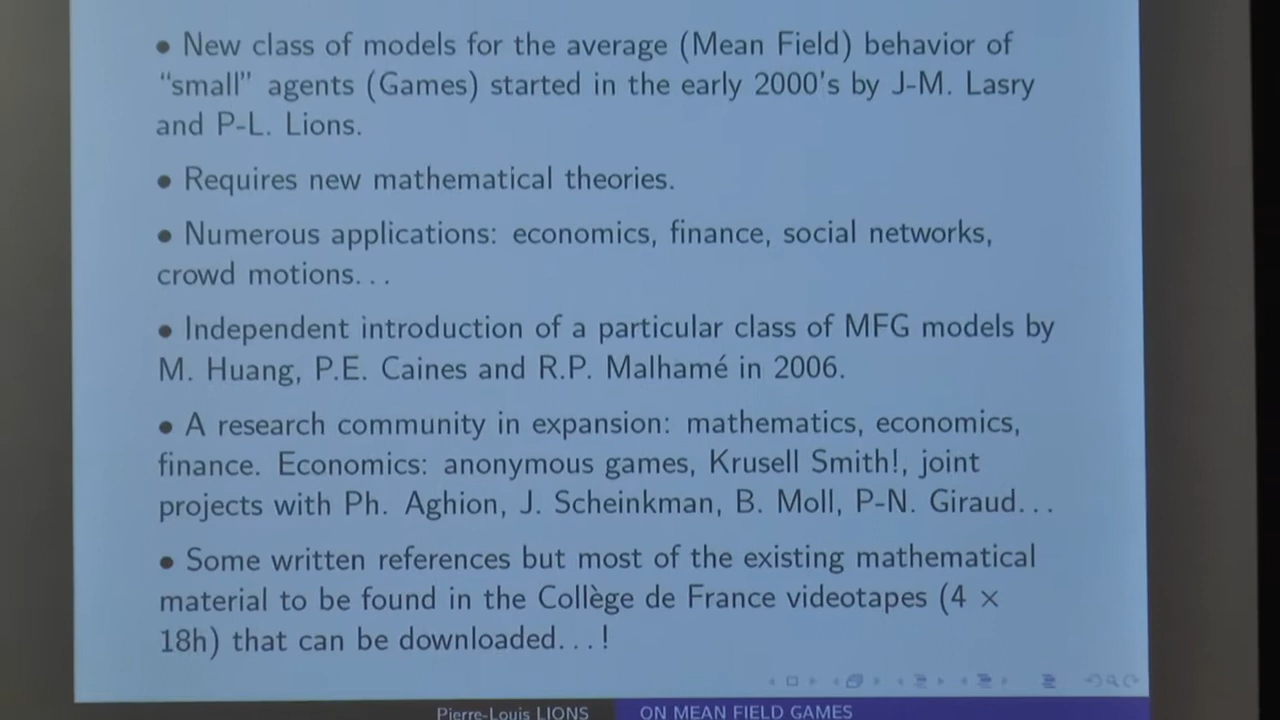 • New class of models for the average (Mean Field) behavior of
“small” agents (Games) started in the early 2000's by J-M. Lasry
and P-L. Lions.
• Requires new mathematical theories.
• Numerous applications: economics, finance, social networks,
crowd motions...
• Independent introduction of a particular class of MFG models by
M. Huang, P.E. Caines and R.P. Malhamé in 2006.
• A research community in expansion: mathematics, economics,
finance. Economics: anonymous games, Krusell Smith!, joint
projects with Ph. Aghion, J. Scheinkman, B. Moll, P-N. Giraud...
• Some written references but most of the existing mathematical
material to be found in the Collège de France videotapes (4 ×
18h) that can be downloaded...!
Pierre-Louis LIONS ON MEAN FIELD GAMES